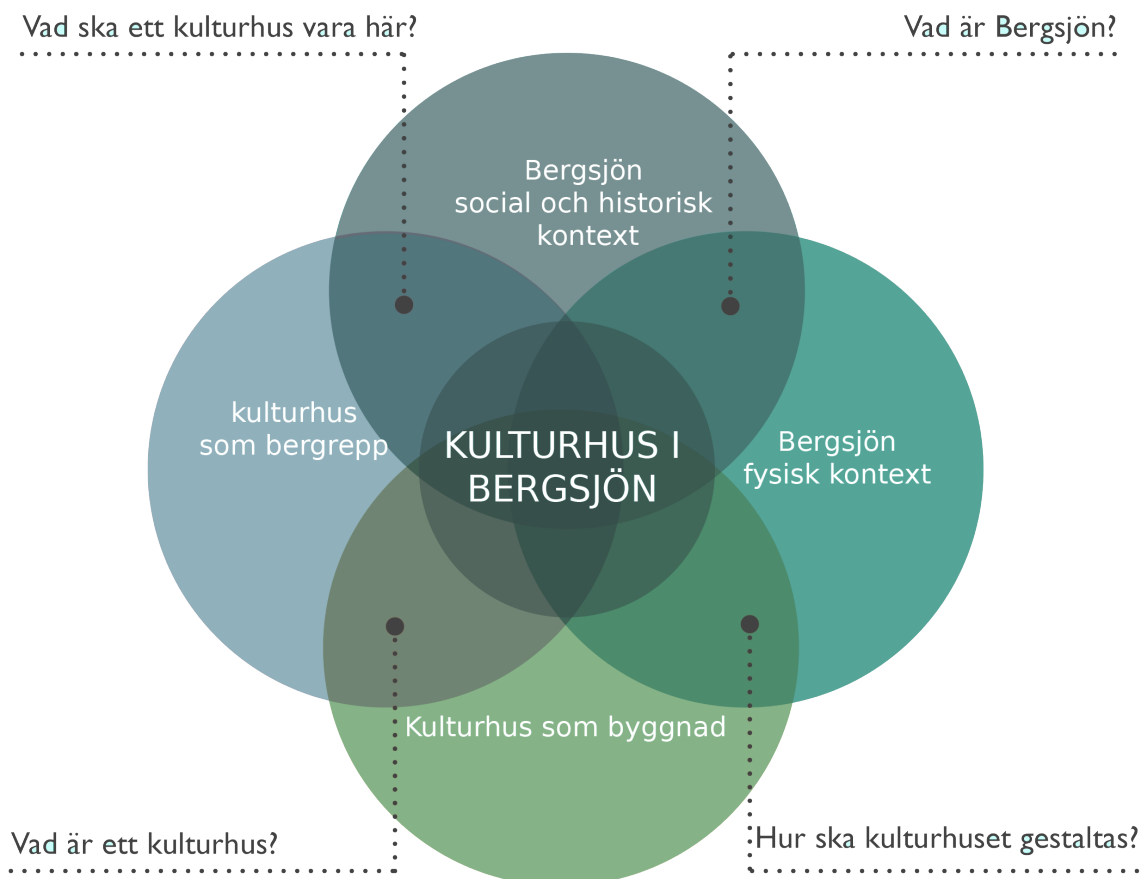 Vad ska ett kulturhus vara här?
Vad är Bergsjön?
Bergsjön
social och historisk
kontext
kulturhus
som bergrepp
Bergsjön
fysisk kontext
KULTURHUS I
BERGSJÖN
Kulturhus som byggnad
Vad är ett kulturhus?
Hur ska kulturhuset gestaltas?